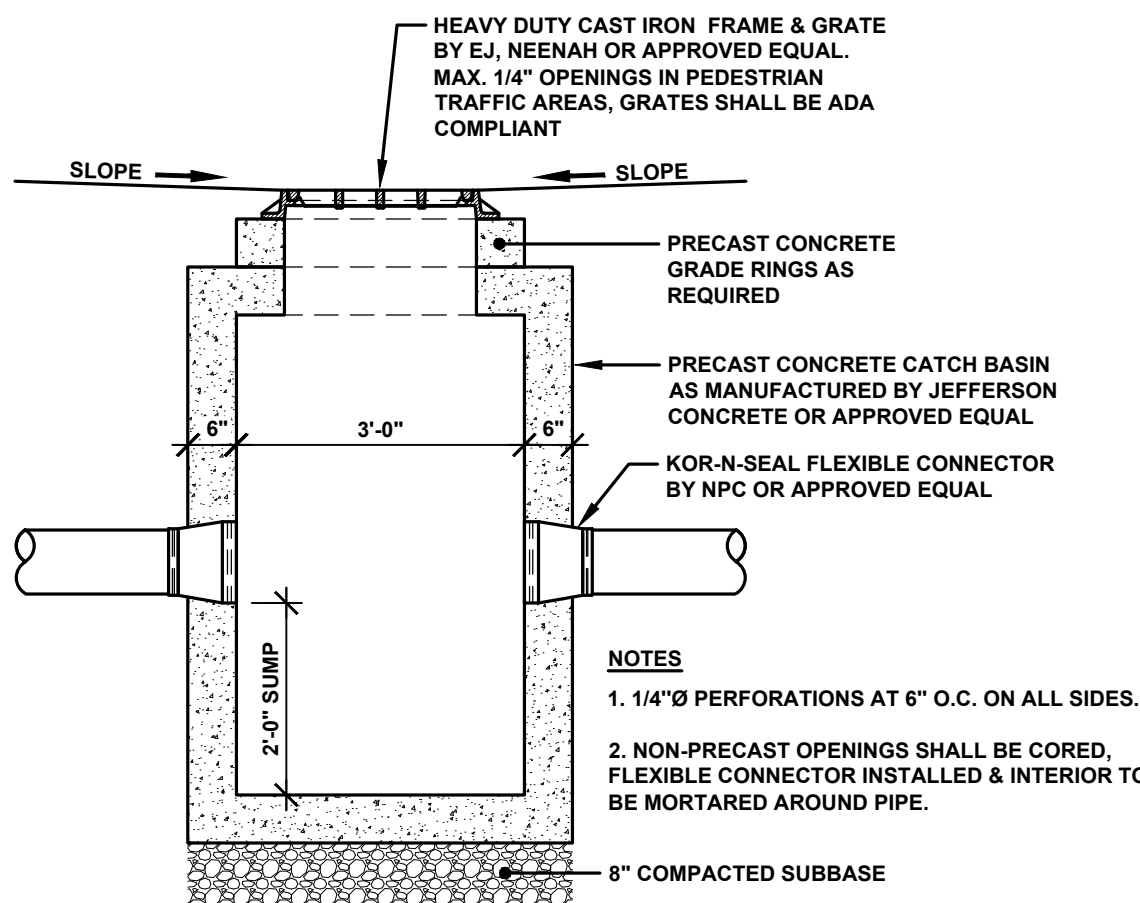 HEAVY DUTY CAST IRON FRAME & GRATE
BY EJ, NEENAH OR APPROVED EQUAL.
MAX. 1/4" OPENINGS IN PEDESTRIAN
TRAFFIC AREAS, GRATES SHALL BE ADA
COMPLIANT
SLOPE
SLOPE
PRECAST CONCRETE
GRADE RINGS AS
REQUIRED
PRECAST CONCRETE CATCH BASIN
AS MANUFACTURED BY JEFFERSON
CONCRETE OR APPROVED EQUAL
6"
3'-0"
6"
KOR-N-SEAL FLEXIBLE CONNECTOR
BY NPC OR APPROVED EQUAL
2'-0" SUMP
NOTES
1. 1/4"Ø PERFORATIONS AT 6" O.C. ON ALL SIDES.
2. NON-PRECAST OPENINGS SHALL BE CORED,
FLEXIBLE CONNECTOR INSTALLED & INTERIOR TO
BE MORTARED AROUND PIPE.
8" COMPACTED SUBBASE